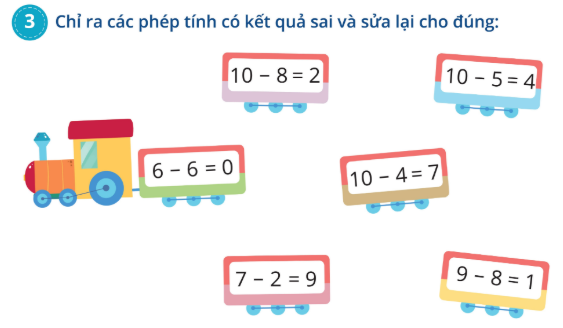 3 Chỉ ra các phép tính có kết quả sai và sửa lại cho đúng:
10 – 8 = 2
10 – 5 = 4
6 – 6 = 0
10 – 4 = 7
7 – 2 = 9
9 – 8 = 1